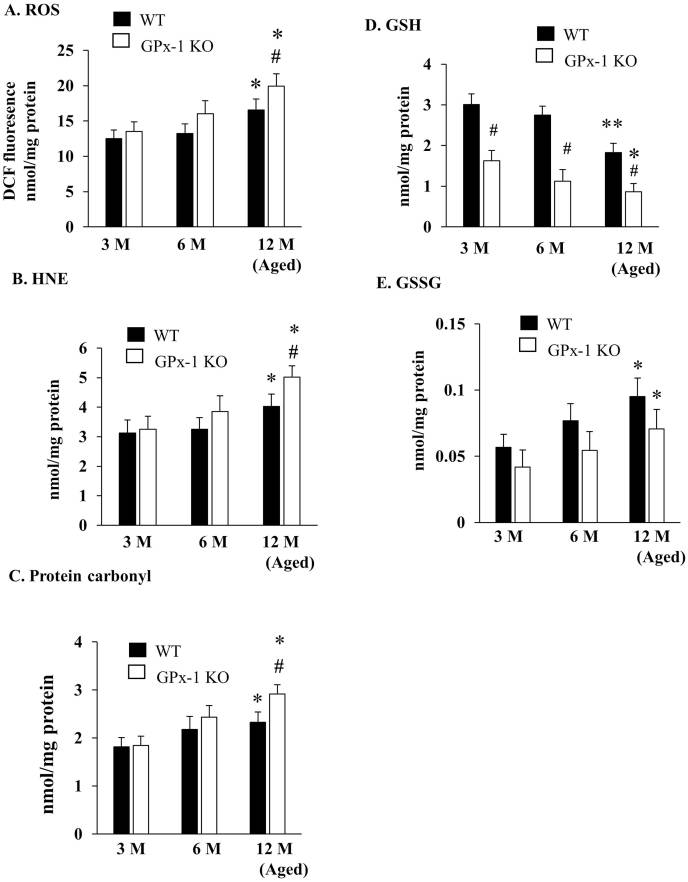 A. ROS
WT
GPx-1 KO
DCF fluoresence
nmol/mg protein
25
20
15
10
5
0
*
*
#
3 M
6 M
12 M
(Aged)
B. HNE
WT
GPx-1 KO
nmol/mg protein
6
5
4
3
2
1
0
*
*
#
3 M
6 M
12 M
(Aged)
C. Protein carbonyl
WT
GPx-1 KO
nmol/mg protein
4
3
2
1
0
*
*
#
3 M
6 M
12 M
(Aged)
D. GSH
WT
GPx-1 KO
nmol/mg protein
4
3
2
1
0
#
#
**
*
#
3 M
6 M
12 M
(Aged)
E. GSSG
WT
GPx-1 KO
nmol/mg protein
0.15
0.1
0.05
0
*
*
3 M
6 M
12 M
(Aged)